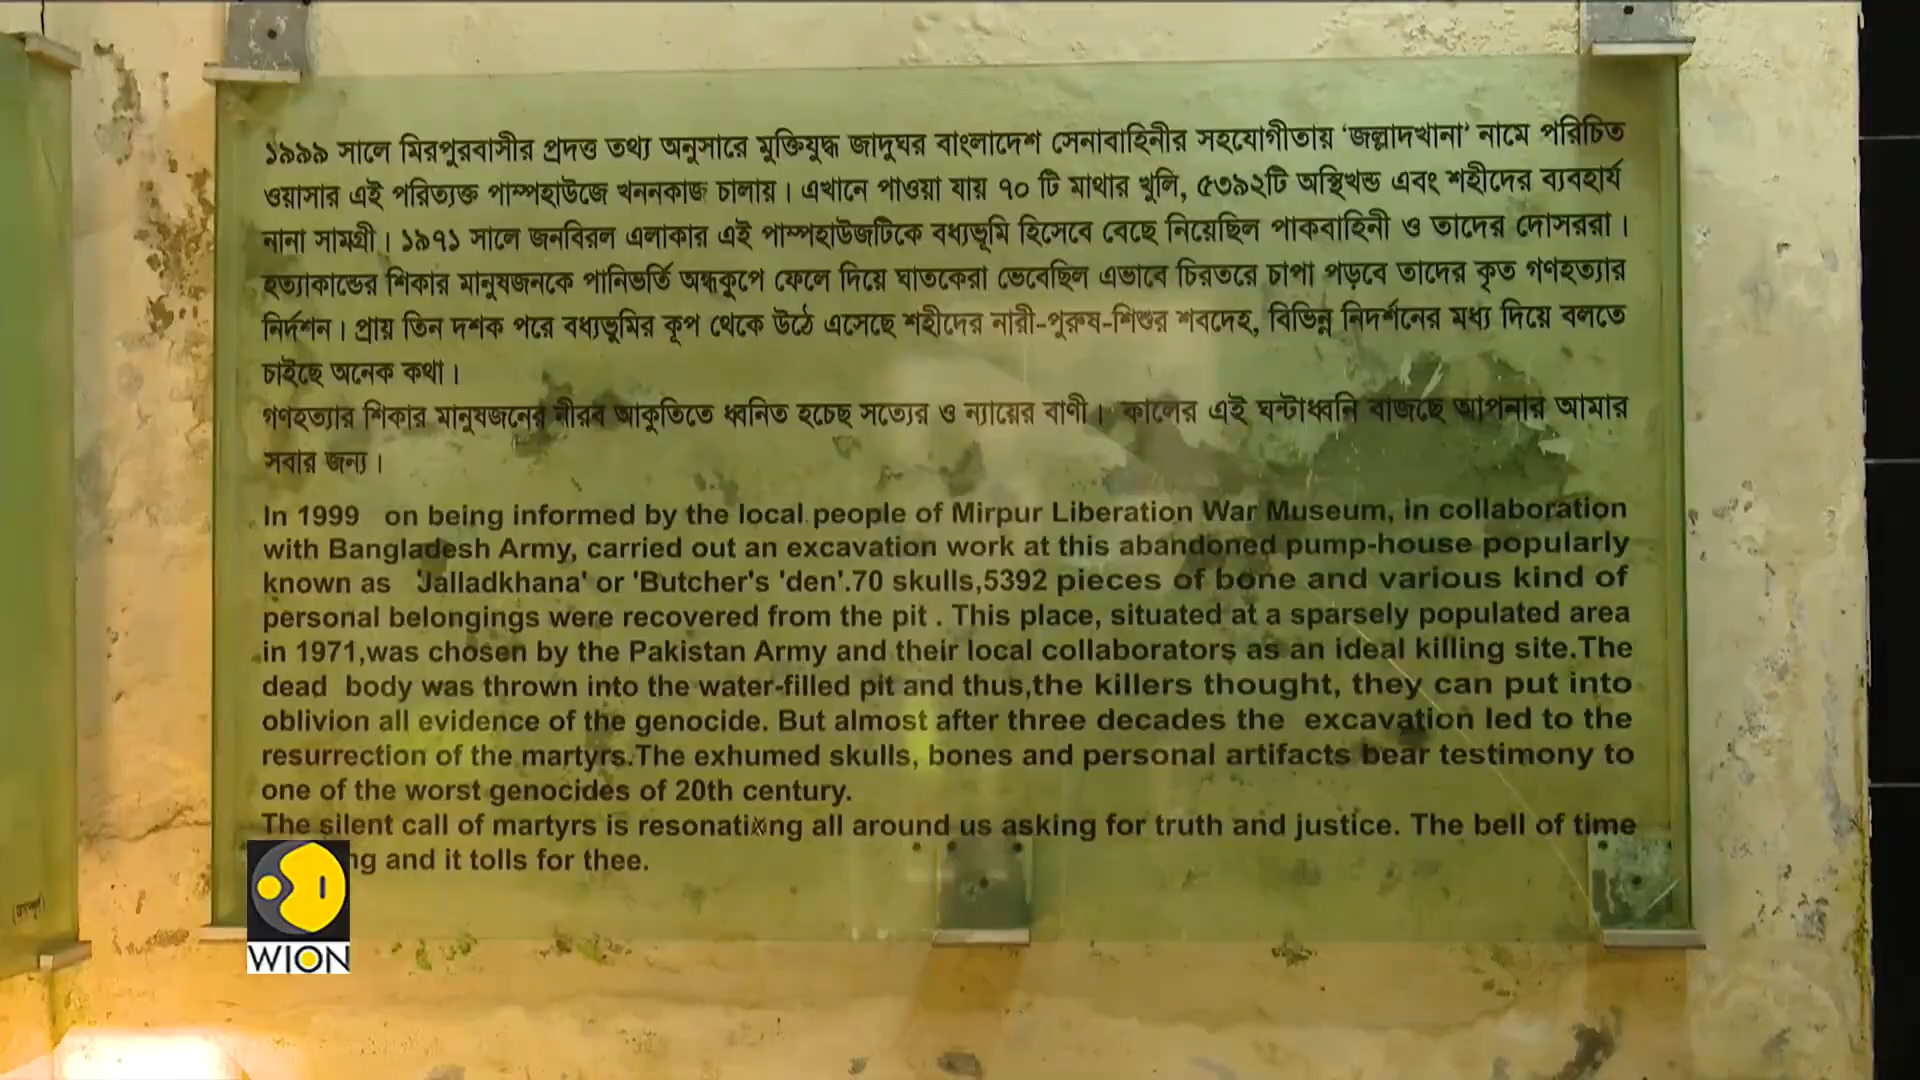 ১৯৯৯ সালে মিরপুরবাসীর প্রদত্ত তথ্য অনুসারে মুক্তিযুদ্ধ জাদুঘর বাংলাদেশ সেনাবাহিনীর সহযোগীতায় ‘জল্লাদখানা’ নামে পরিচিত
ওয়াসার এই পরিত্যক্ত পাম্পহাউজে খননকাজ চালায়। এখানে পাওয়া যায় ৭০ টি মাথার খুলি, ৫৩৯২টি অস্থিখন্ড এবং শহীদের ব্যবহার্য
নানা সামগ্রী। ১৯৭১ সালে জনবিরল এলাকার এই পাম্পহাউজটিকে বধ্যভূমি হিসেবে বেছে নিয়েছিল পাকবাহিনী ও তাদের দোসররা।
হত্যাকান্ডের শিকার মানুষজনকে পানিভর্তি অন্ধকুপে ফেলে দিয়ে ঘাতকেরা ভেবেছিল এভাবে চিরতরে চাপা পড়বে তাদের কৃত গণহত্যার
নির্দশন। প্রায় তিন দশক পরে বধ্যভুমির কূপ থেকে উঠে এসেছে শহীদের নারী-পুরুষ-শিশুর শবদেহ, বিভিন্ন নিদর্শনের মধ্য দিয়ে বলতে
চাইছে অনেক কথা।
গণহত্যার শিকার মানুষজনের নীরব আকুতিতে ধ্বনিত হচেছ সত্যের ও ন্যায়ের বাণী। কালের এই ঘন্টাধ্বনি বাজছে আপনার আমার
সবার জন্য।
In 1999 on being informed by the local people of Mirpur Liberation War Museum, in collaboration
with Bangladesh Army, carried out an excavation work at this abandoned pump-house popularly
known as 'Jalladkhana' or 'Butcher's 'den'.70 skulls,5392 pieces of bone and various kind of
personal belongings were recovered from the pit . This place, situated at a sparsely populated area
in 1971,was chosen by the Pakistan Army and their local collaborators as an ideal killing site.The
dead body was thrown into the water-filled pit and thus,the killers thought, they can put into
oblivion all evidence of the genocide. But almost after three decades the excavation led to the
resurrection of the martyrs.The exhumed skulls, bones and personal artifacts bear testimony to
one of the worst genocides of 20th century.
The silent call of martyrs is resonating all around us asking for truth and justice. The bell of time
and it tolls for thee.
WION